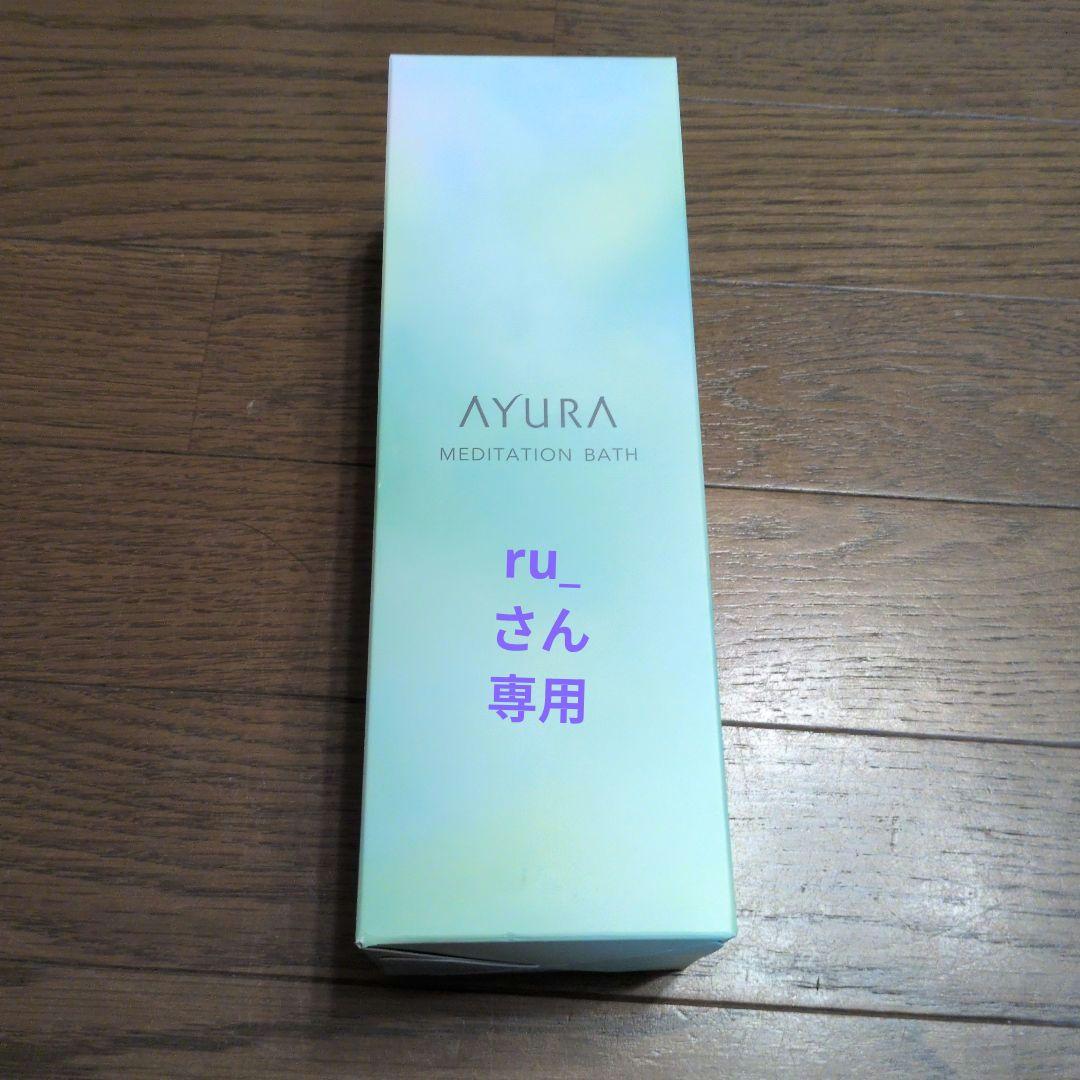 AYURA
MEDITATION BATH
ru_
さん
専用